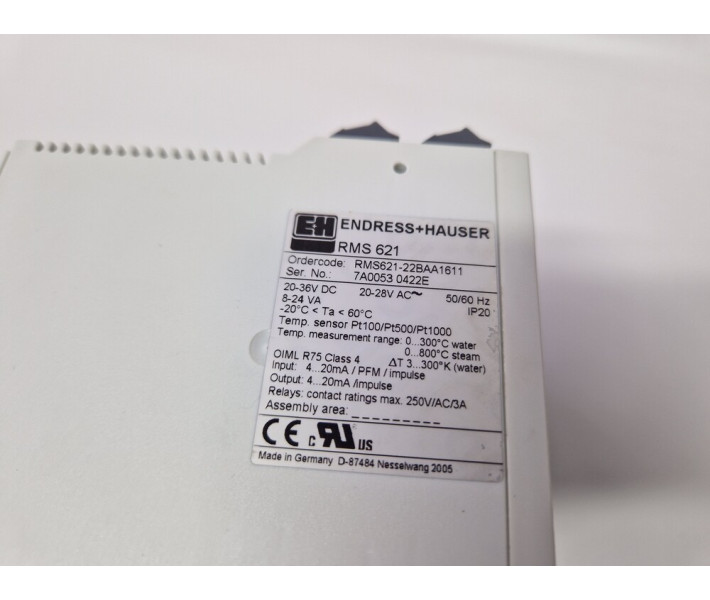 E+H ENDRESS+HAUSER
RMS 621
Ordercode: RMS621-22BAA1611
Ser. No.: 7A0053 0422E
20-36V DC 20-28V AC~ 50/60 Hz
8-24 VA IP20
-20°C < Ta < 60°C
Temp. sensor Pt100/Pt500/Pt1000
Temp. measurement range: 0...300°C water
0...800°C steam
OIML R75 Class 4 ΔT 3...300°K (water)
Input: 4...20mA / PFM / impulse
Output: 4...20mA /Impulse
Relays: contact ratings max. 250V/AC/3A
Assembly area: _ _ _ _ _ _ _ _ _
CE c RU US
Made in Germany D-87484 Nesselwang 2005